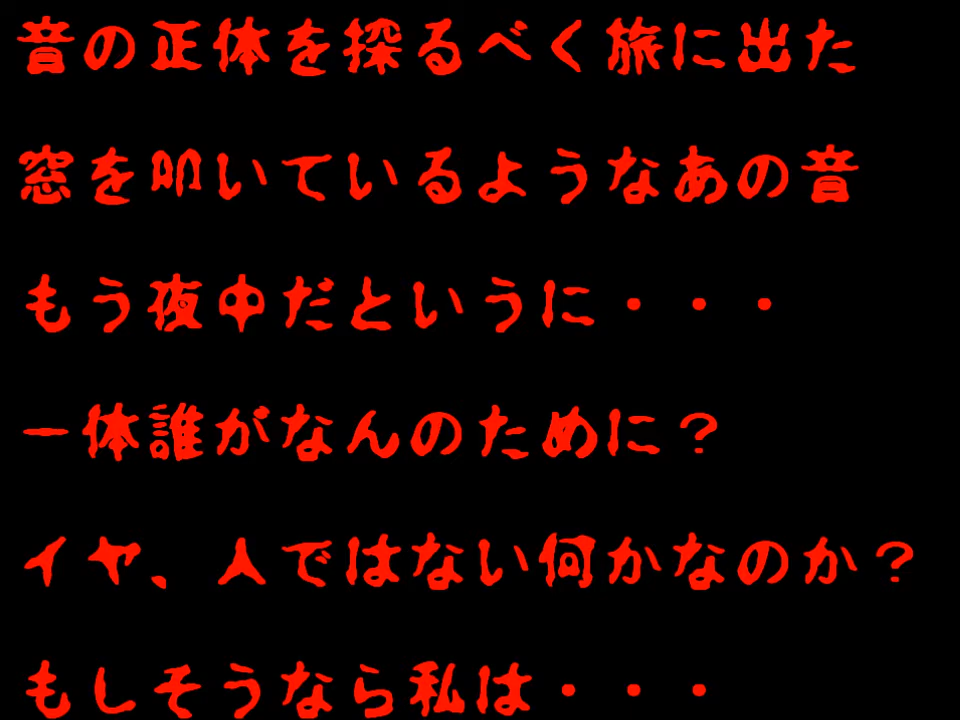 音の正体を探るべく旅に出た
窓を叩いているようなあの音
もう夜中だというに・・・
一体誰がなんのために？
イヤ、人ではない何かなのか？
もしそうなら私は・・・